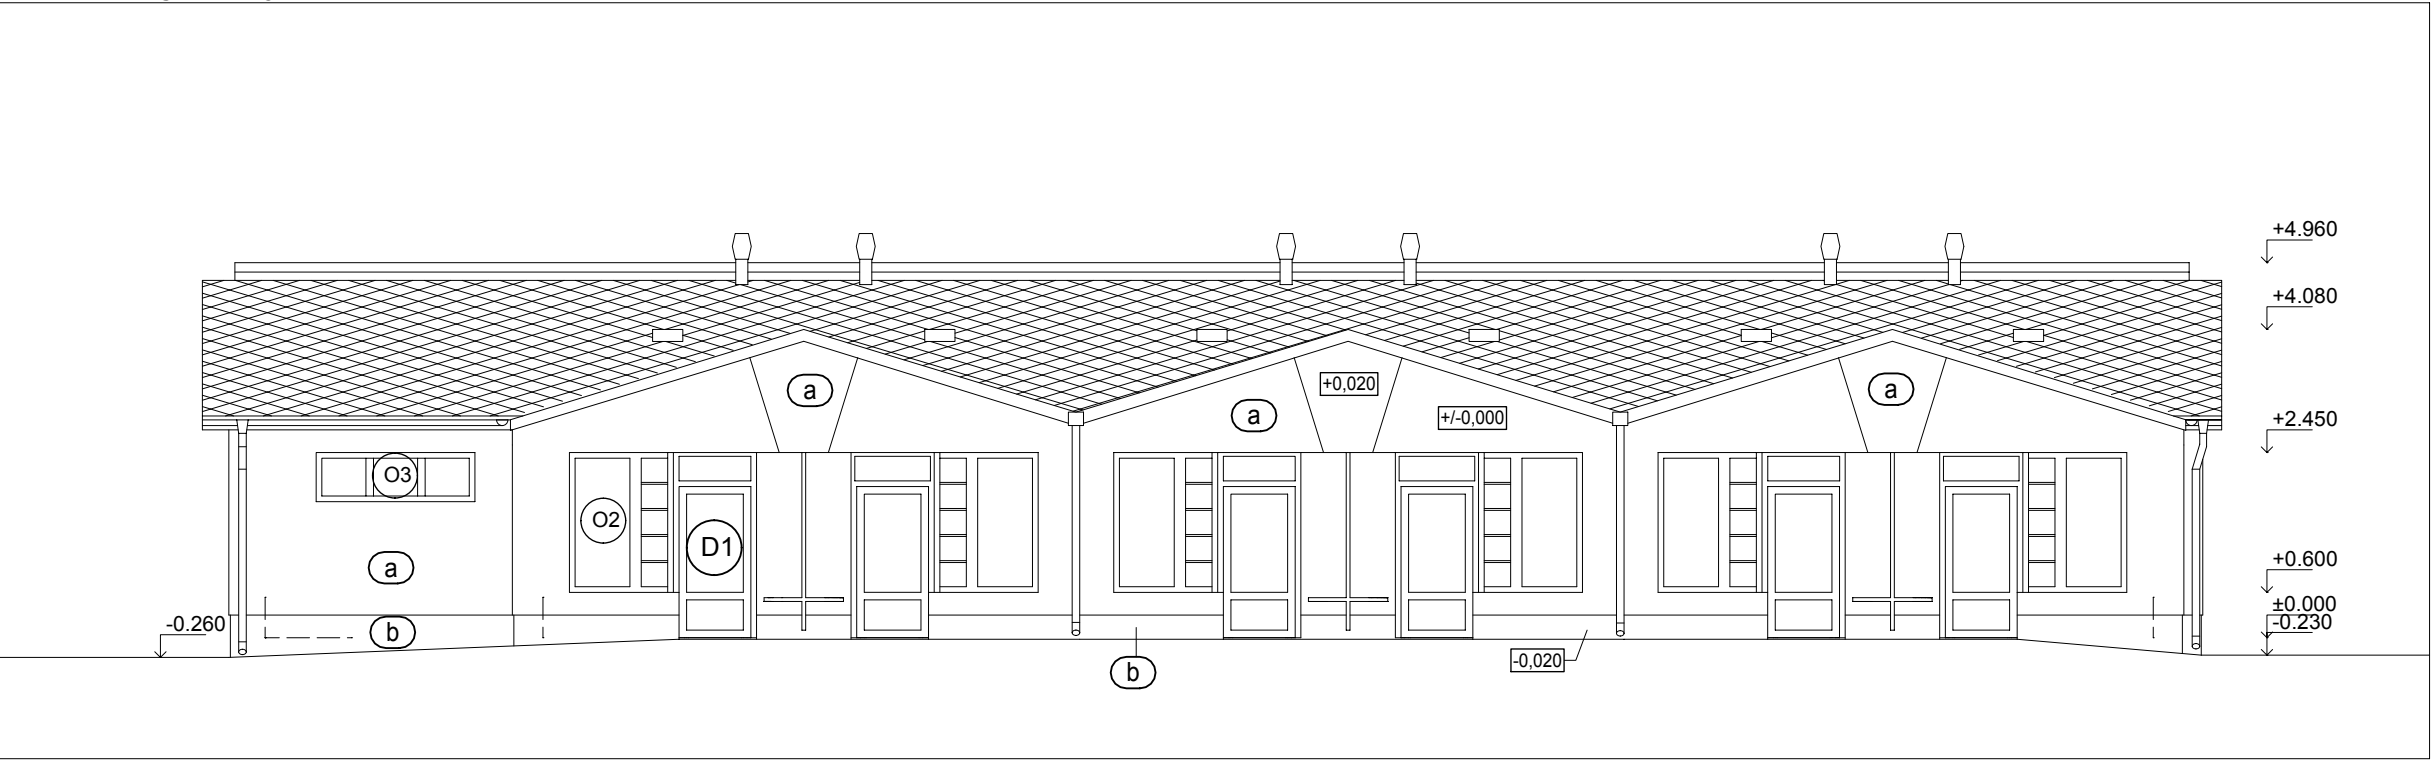 +4.960
+4.080
a
+0,020
a
a
+/-0,000
+2.450
O3
O2
D1
a
+0.600
-0.260
b
±0.000
-0.230
-0,020
b